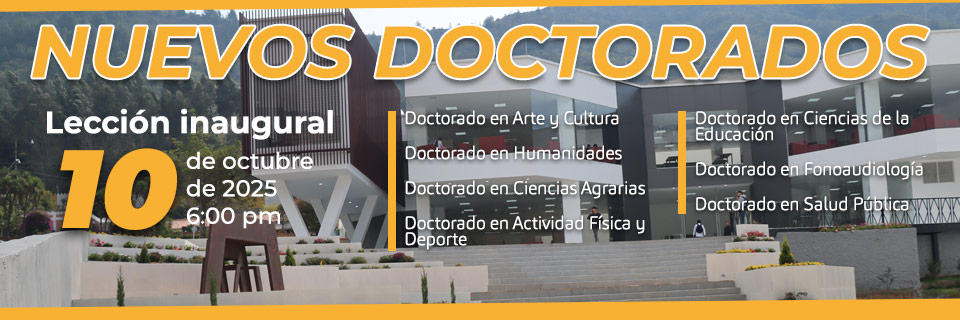 NUEVOS DOCTORADOS
Lección inaugural
10
de octubre
de 2025
6:00 pm
Doctorado en Arte y Cultura
Doctorado en Humanidades
Doctorado en Ciencias Agrarias
Doctorado en Actividad Física y
Deporte
Doctorado en Ciencias de la
Educación
Doctorado en Fonoaudiología
Doctorado en Salud Pública